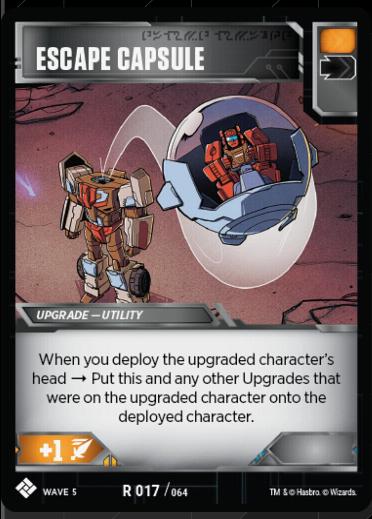 ESCAPE CAPSULE
UPGRADE — UTILITY
When you deploy the upgraded character's
head → Put this and any other Upgrades that
were on the upgraded character onto the
deployed character.
+1
WAVE 5
R 017 / 064
TM & © Hasbro. © Wizards.